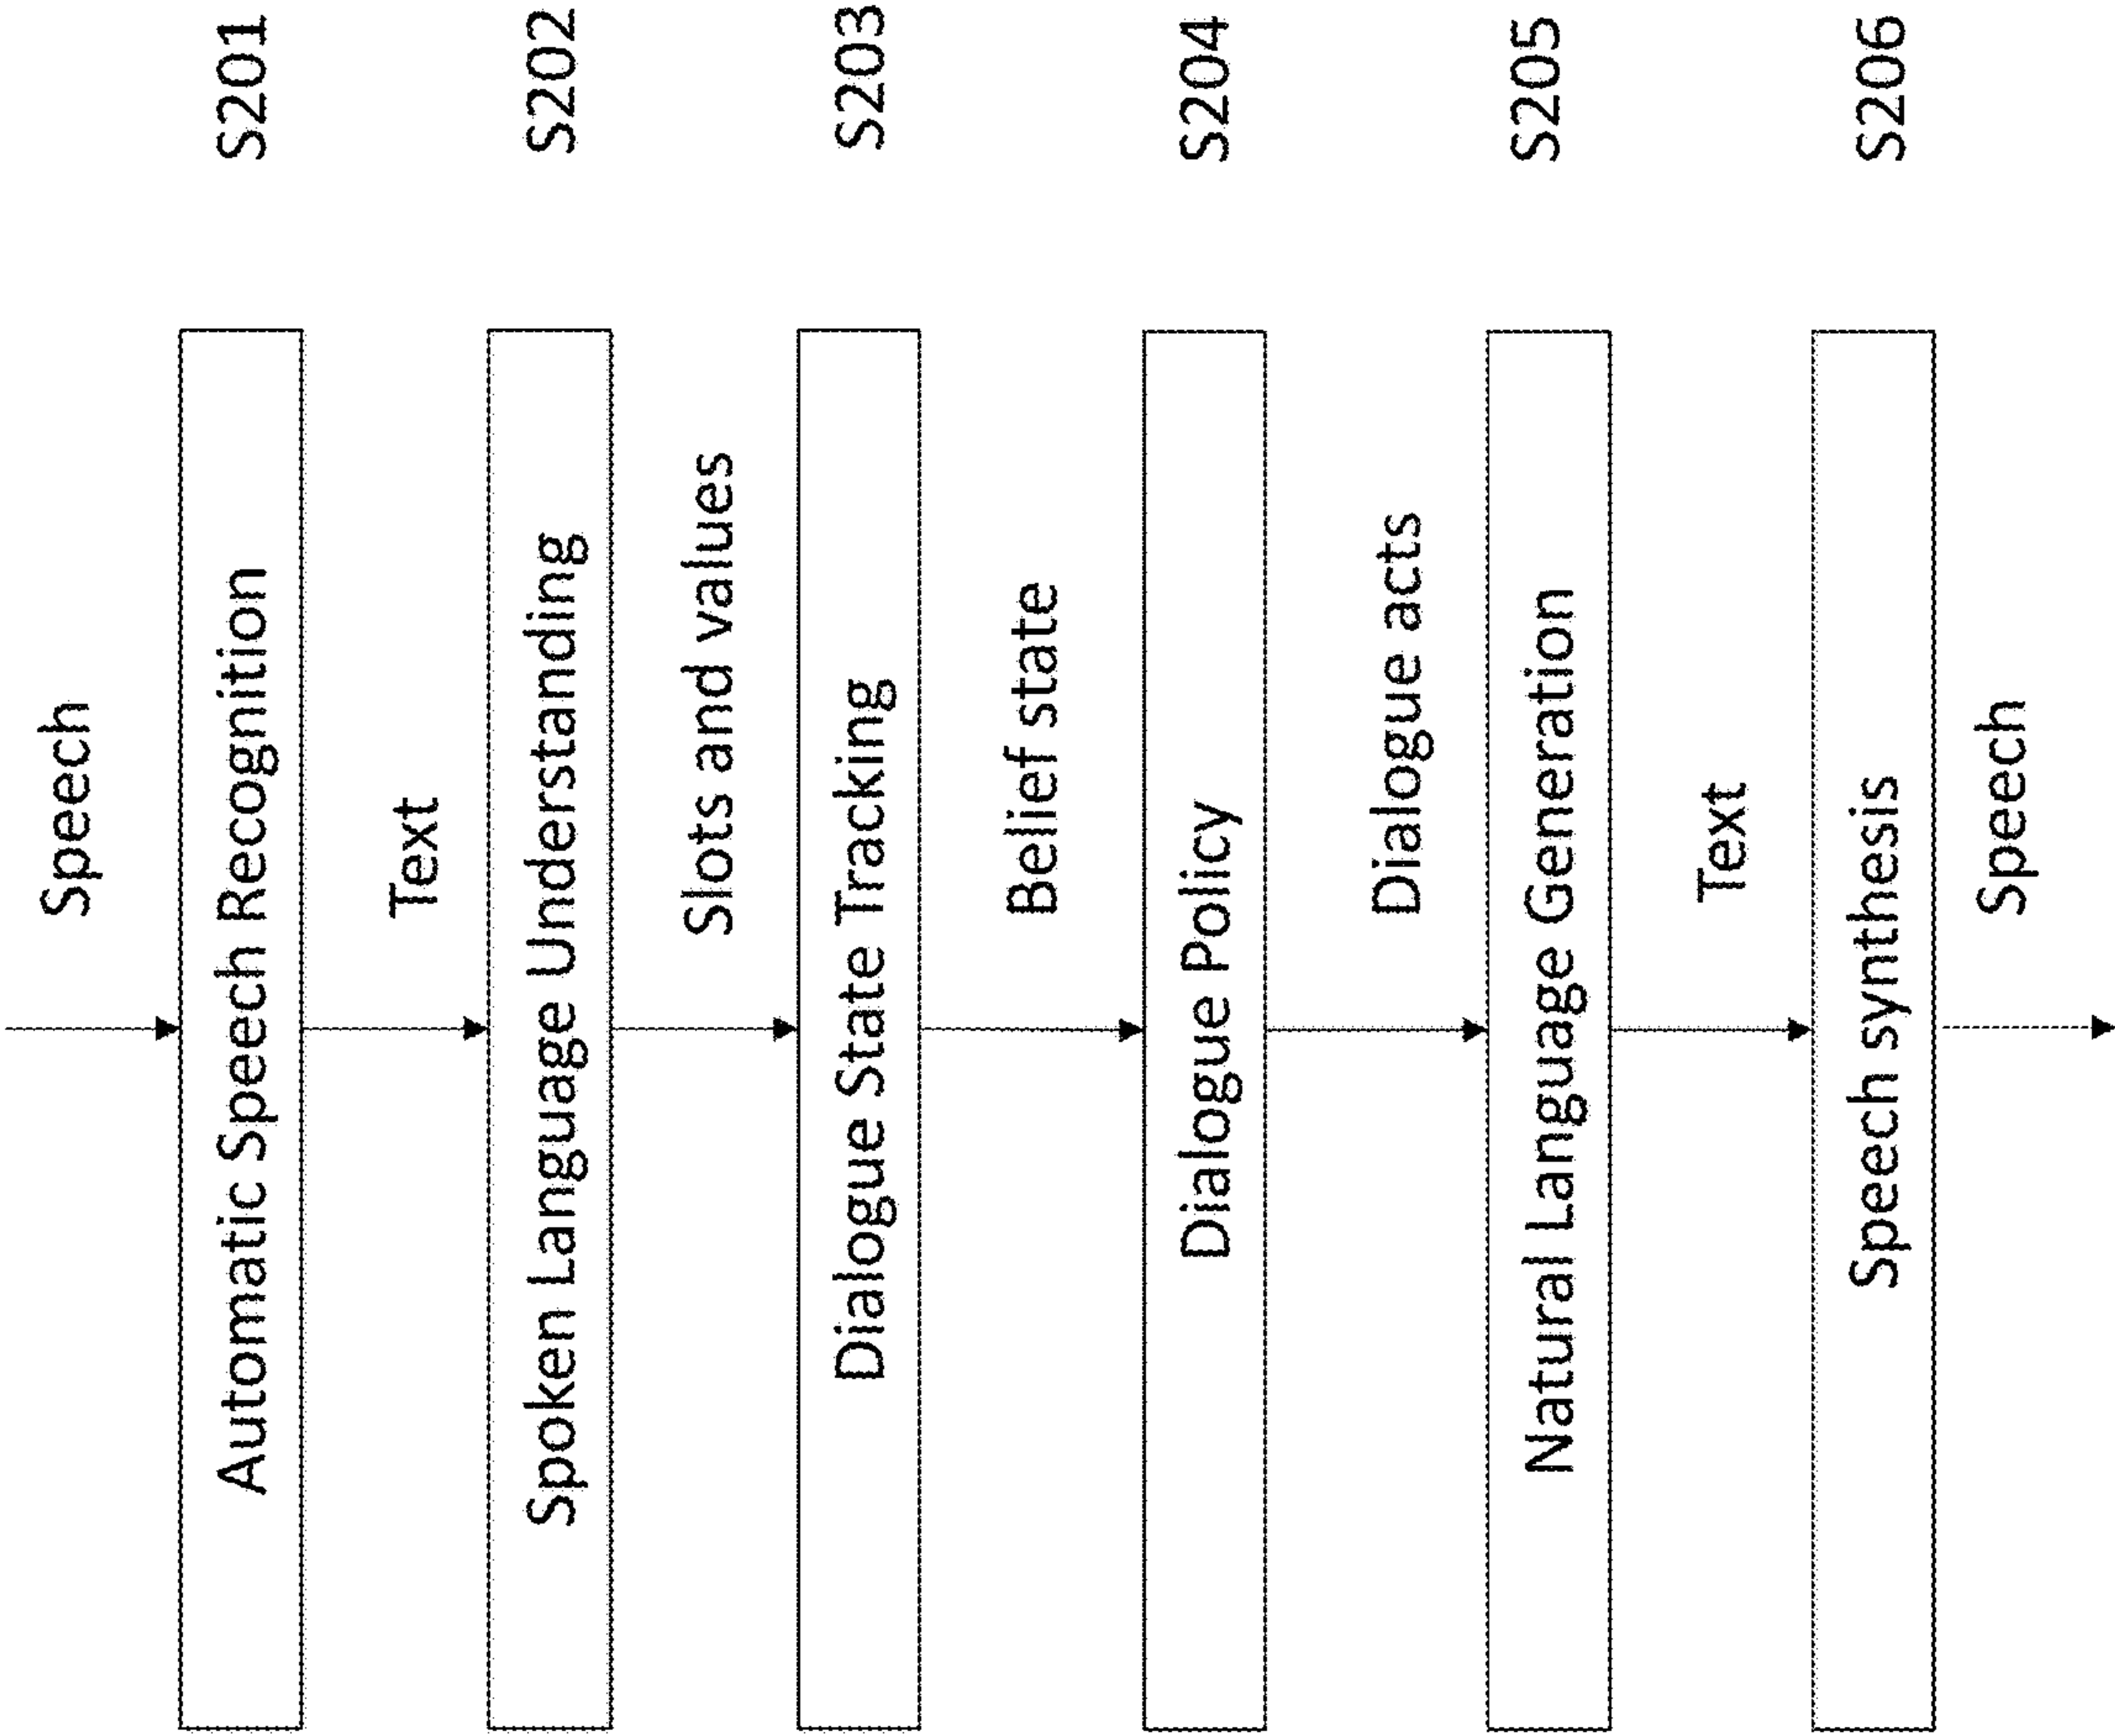 Speech
Automatic Speech Recognition S201
Text
Spoken Language Understanding S202
Slots and values
Dialogue State Tracking S203
Belief state
Dialogue Policy S204
Dialogue acts
Natural Language Generation S205
Text
Speech synthesis S206
Speech